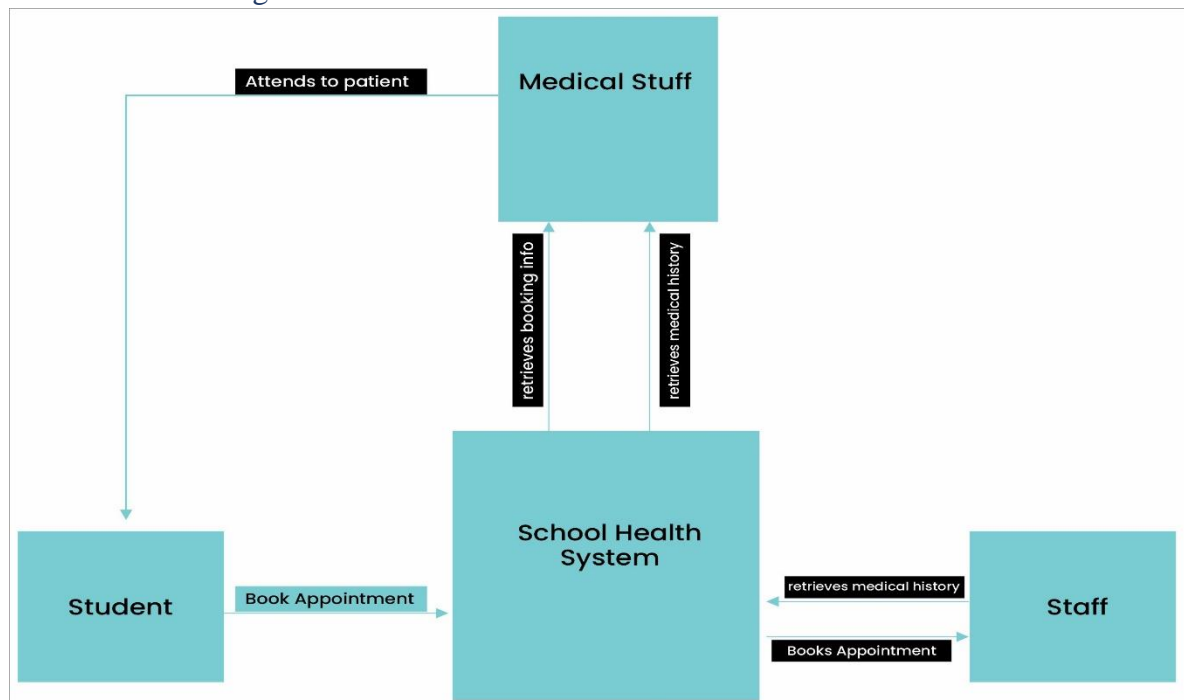 Attends to patient
Medical Stuff
retrieves booking info
retrieves medical history
School Health
System
Student
Book Appointment
retrieves medical history
Books Appointment
Staff